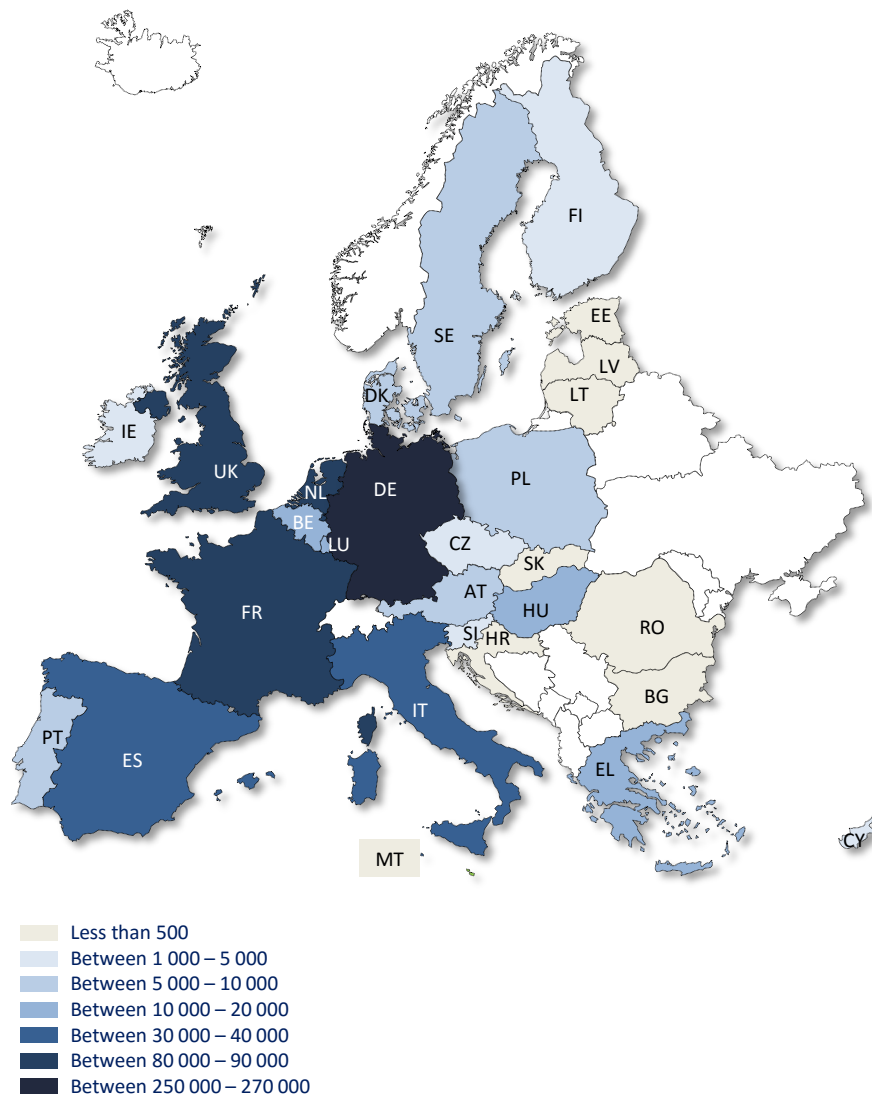 FI
SE
EE
LV
LT
DK
IE
UK
NL
DE
PL
BE
LU
CZ
SK
AT
HU
FR
SI
HR
RO
BG
IT
PT
ES
EL
CY
MT
Less than 500
Between 1 000 – 5 000
Between 5 000 – 10 000
Between 10 000 – 20 000
Between 30 000 – 40 000
Between 80 000 – 90 000
Between 250 000 – 270 000